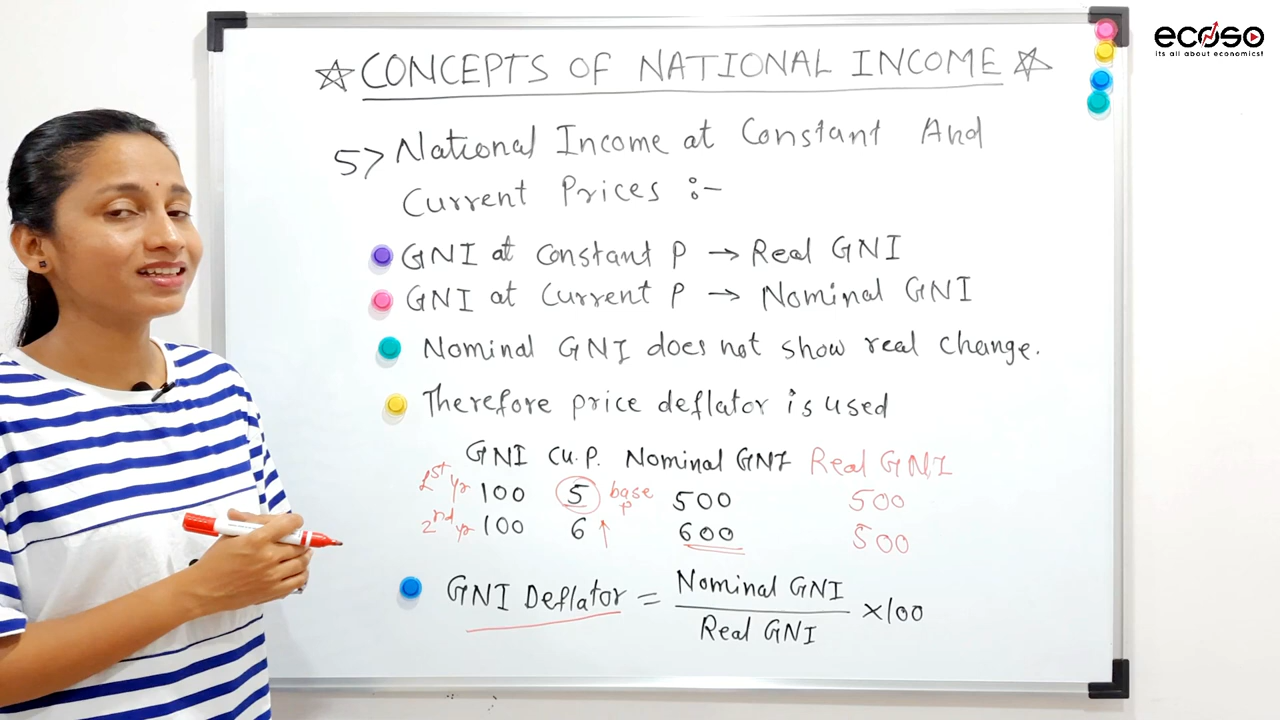 ecoso
its all about economics!
☆ CONCEPTS OF NATIONAL INCOME ☆
5> National Income at Constant And
Current Prices :-
GNI at Constant P → Real GNI
GNI at Current P → Nominal GNI
Nominal GNI does not show real change.
Therefore price deflator is used
GNI Cu. P. Nominal GNI Real GNI
1st yr 100 5 base P 500 500
2nd yr 100 6 ↑ 600 500
GNI Deflator = Nominal GNI
Real GNI
×100